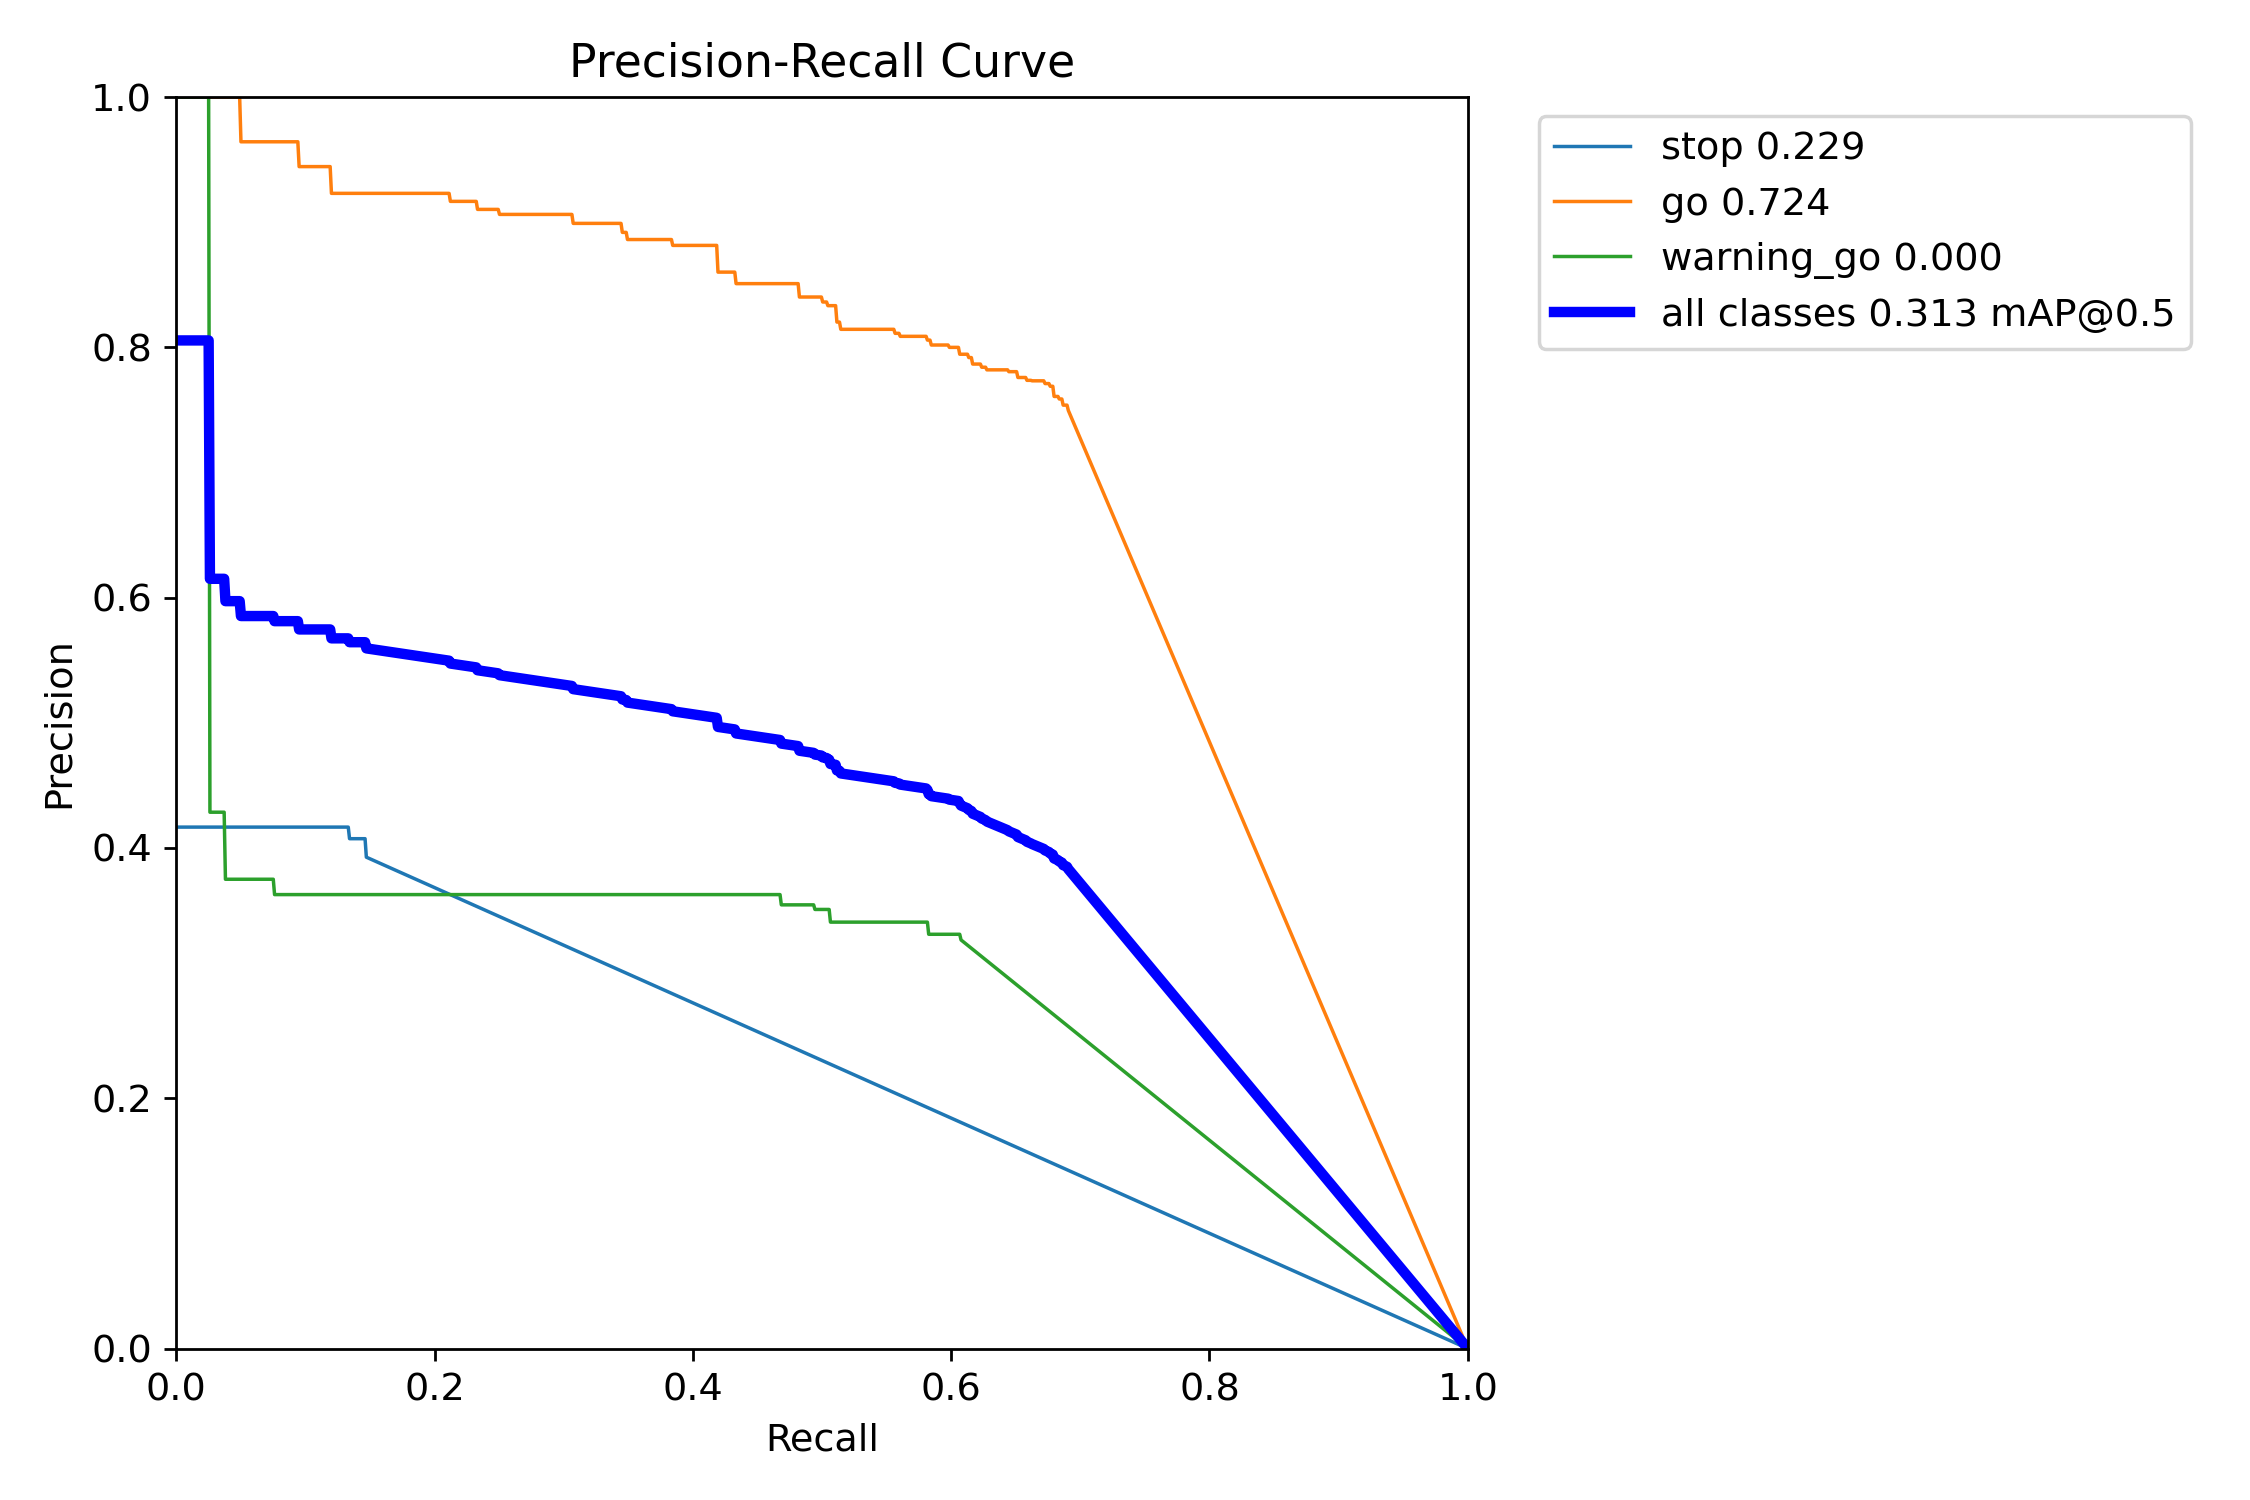 Precision-Recall Curve
1.0
0.8
0.6
0.4
0.2
0.0
Precision
0.0 0.2 0.4 0.6 0.8 1.0
Recall
stop 0.229
go 0.724
warning_go 0.000
all classes 0.313 mAP@0.5